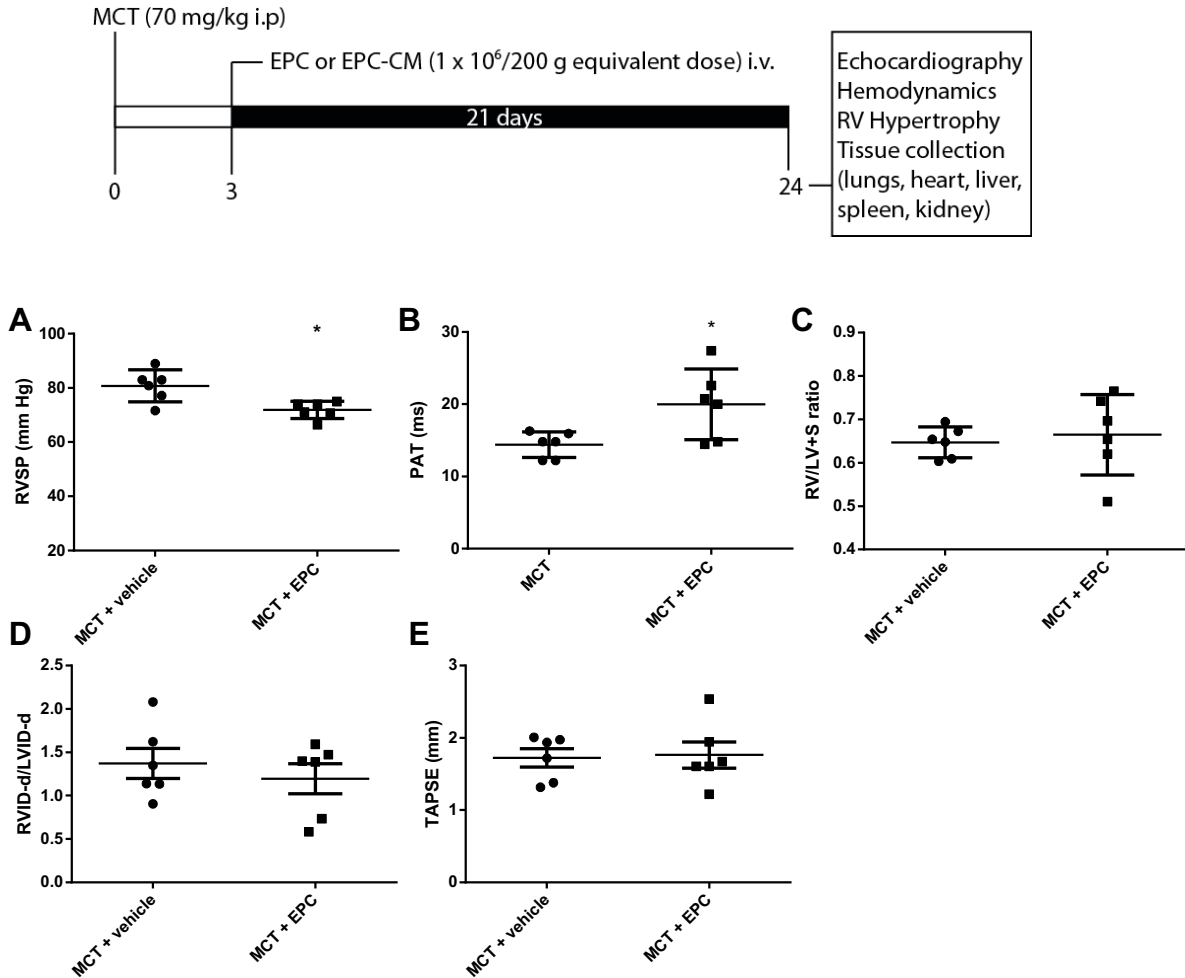 MCT (70 mg/kg i.p)
EPC or EPC-CM (1 x 10⁶/200 g equivalent dose) i.v.
21 days
0
3
24
Echocardiography
Hemodynamics
RV Hypertrophy
Tissue collection
(lungs, heart, liver,
spleen, kidney)
A
RVSP (mm Hg)
100
80
60
40
20
*
MCT + vehicle
MCT + EPC
B
PAT (ms)
30
20
10
0
*
MCT
MCT + EPC
C
RV/LV+S ratio
0.9
0.8
0.7
0.6
0.5
0.4
MCT + vehicle
MCT + EPC
D
RVID-d/LVID-d
2.5
2.0
1.5
1.0
0.5
0.0
MCT + vehicle
MCT + EPC
E
TAPSE (mm)
3
2
1
0
MCT + vehicle
MCT + EPC